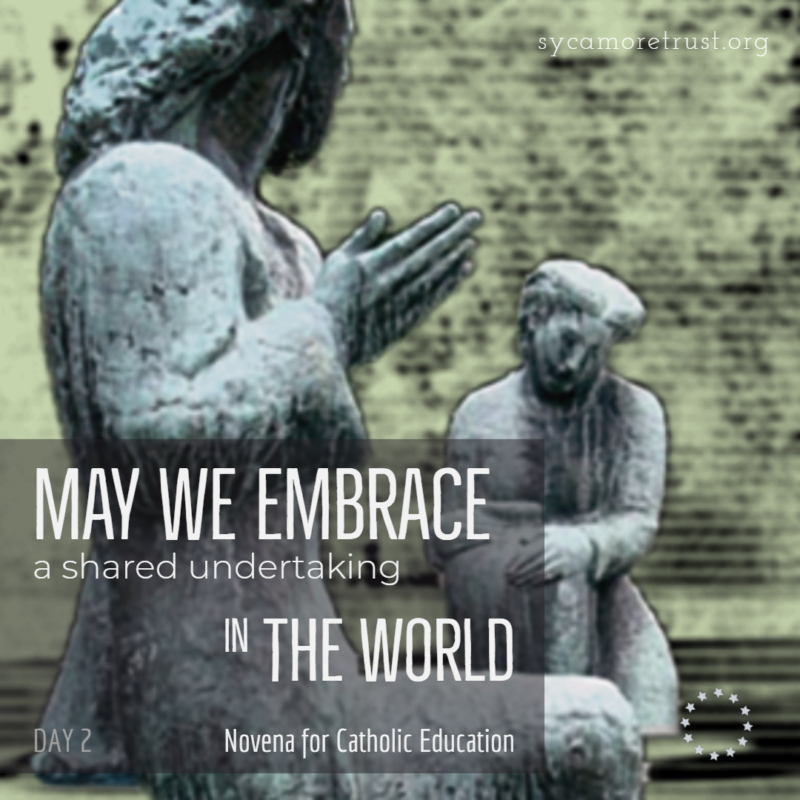 sycamoretrust.org
MAY WE EMBRACE
a shared undertaking
IN THE WORLD
DAY 2
Novena for Catholic Education